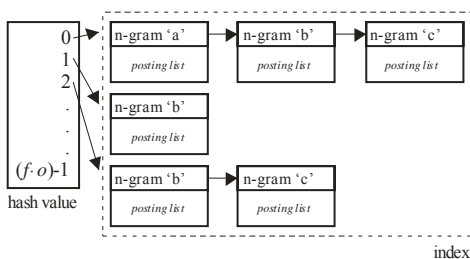 0 n-gram ‘a’ n-gram ‘b’ n-gram ‘c’
1 posting list posting list posting list
2 n-gram ‘b’
. posting list
.
.
(f·o)-1 n-gram ‘b’ n-gram ‘c’
hash value posting list posting list
index